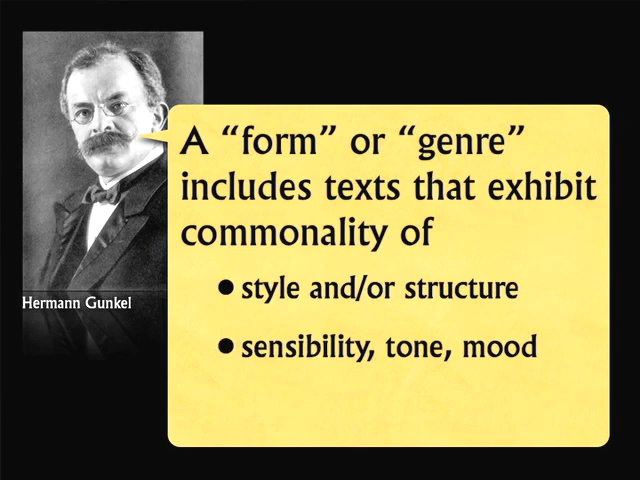 A “form” or “genre”
includes texts that exhibit
commonality of
• style and/or structure
• sensibility, tone, mood
Hermann Gunkel